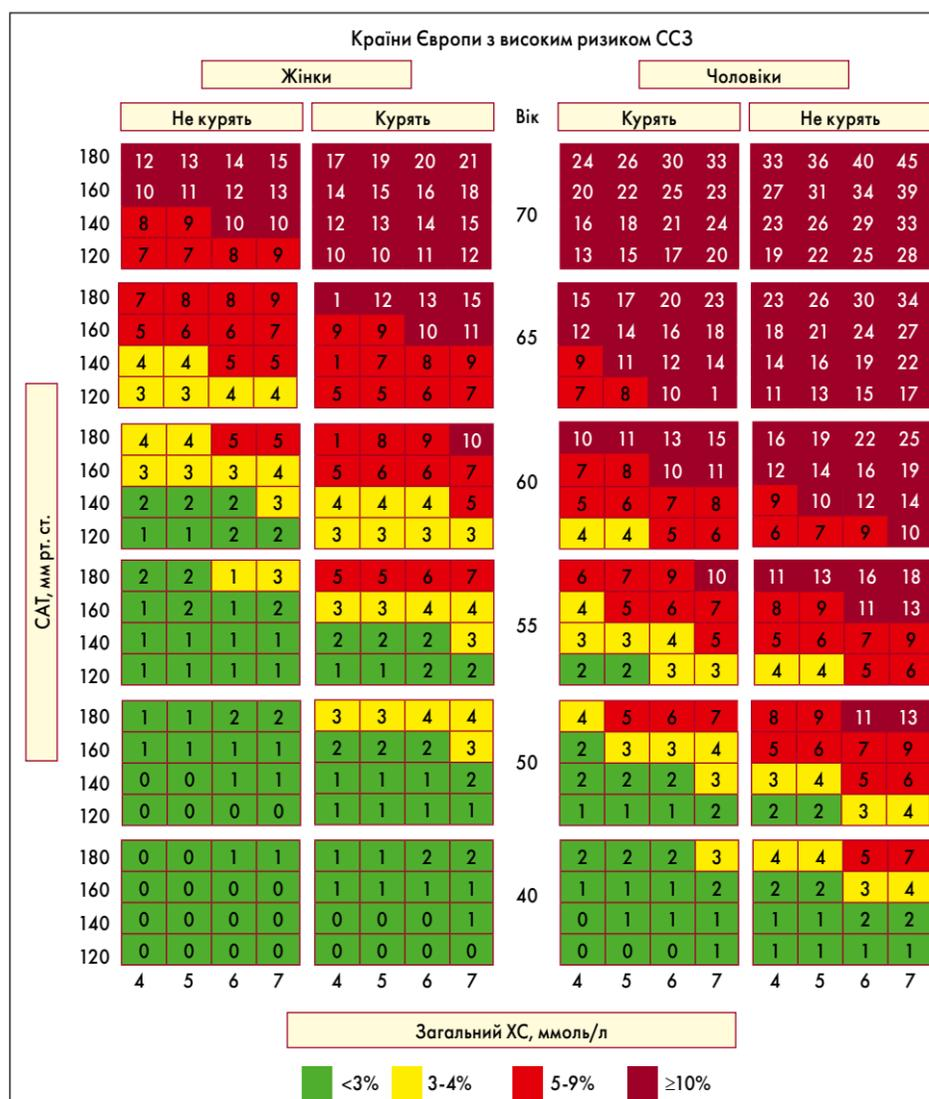 Країни Європи з високим ризиком ССЗ
Жінки Чоловіки
Не курять Курять Вік Курять Не курять
180 12 13 14 15 17 19 20 21 24 26 30 33 33 36 40 45
160 10 11 12 13 14 15 16 18 20 22 25 23 27 31 34 39
70
140 8 9 10 10 12 13 14 15 16 18 21 24 23 26 29 33
120 7 7 8 9 10 10 11 12 13 15 17 20 19 22 25 28
180 7 8 8 9 1 12 13 15 15 17 20 23 23 26 30 34
160 5 6 6 7 9 9 10 11 12 14 16 18 18 21 24 27
65
140 4 4 5 5 1 7 8 9 9 11 12 14 14 16 19 22
120 3 3 4 4 5 5 6 7 7 8 10 1 11 13 15 17
180 4 4 5 5 1 8 9 10 10 11 13 15 16 19 22 25
160 3 3 3 4 5 6 6 7 7 8 10 11 12 14 16 19
60
140 2 2 2 3 4 4 4 5 5 6 7 8 9 10 12 14
120 1 1 2 2 3 3 3 3 4 4 5 6 6 7 9 10
180 2 2 1 3 5 5 6 7 6 7 9 10 11 13 16 18
160 1 2 1 2 3 3 4 4 4 5 6 7 8 9 11 13
55
140 1 1 1 1 2 2 2 3 3 3 4 5 5 6 7 9
120 1 1 1 1 1 1 2 2 2 2 3 3 4 4 5 6
180 1 1 2 2 3 3 4 4 4 5 6 7 8 9 11 13
160 1 1 1 1 2 2 2 3 2 3 3 4 5 6 7 9
50
140 0 0 1 1 1 1 1 2 2 2 2 3 3 4 5 6
120 0 0 0 0 1 1 1 1 1 1 1 2 2 2 3 4
180 0 0 1 1 1 1 2 2 2 2 2 3 4 4 5 7
160 0 0 0 0 1 1 1 1 1 1 1 2 2 2 3 4
40
140 0 0 0 0 0 0 0 1 0 1 1 1 1 1 2 2
120 0 0 0 0 0 0 0 0 0 0 0 1 1 1 1 1
4 5 6 7 4 5 6 7 4 5 6 7 4 5 6 7
САТ, мм рт. ст.
Загальний ХС, ммоль/л
<3% 3-4% 5-9% ≥10%